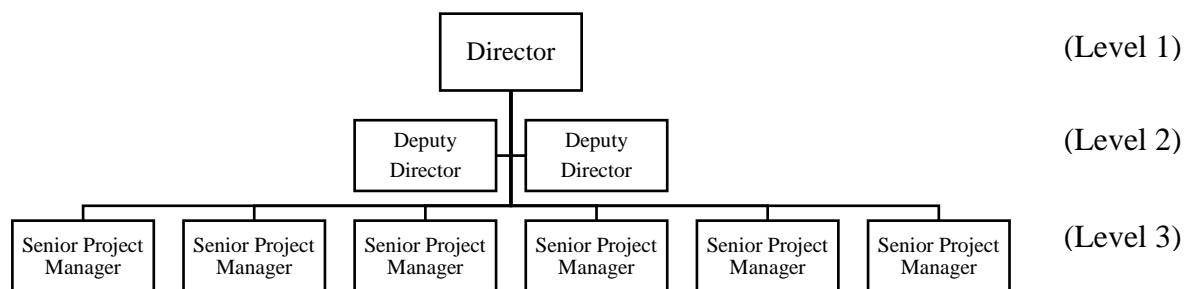 Director
(Level 1)
Deputy
Director
Deputy
Director
(Level 2)
Senior Project
Manager
Senior Project
Manager
Senior Project
Manager
Senior Project
Manager
Senior Project
Manager
Senior Project
Manager
(Level 3)